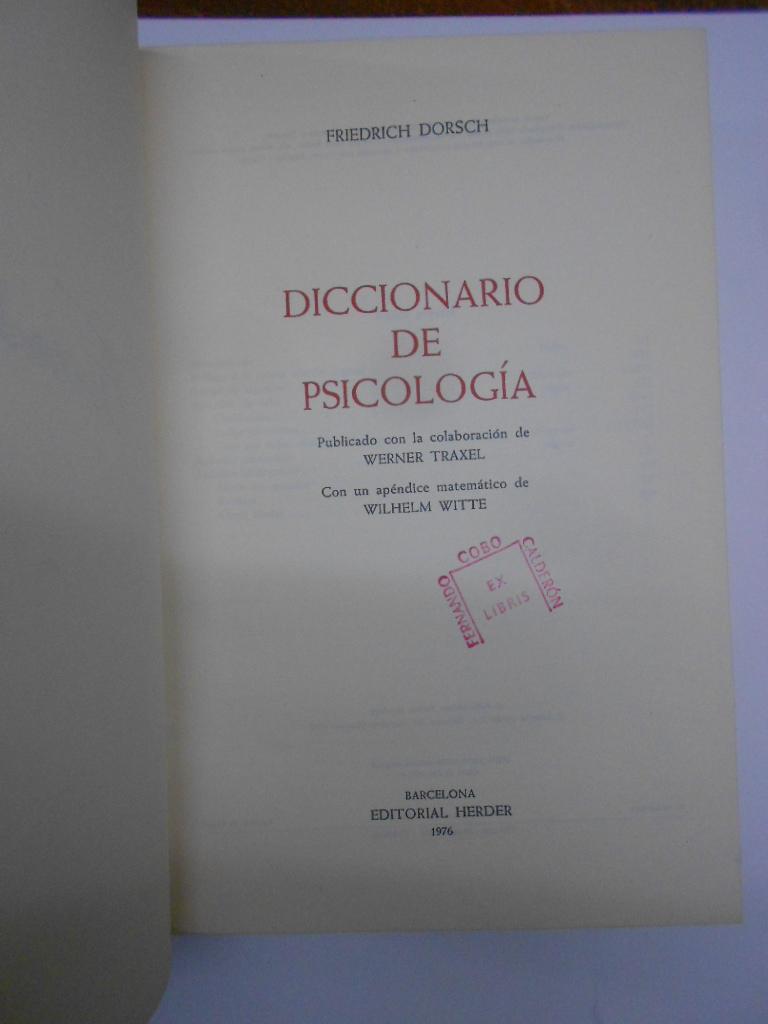 FRIEDRICH DORSCH
DICCIONARIO
DE
PSICOLOGÍA
Publicado con la colaboración de
WERNER TRAXEL
Con un apéndice matemático de
WILHELM WITTE
FERNANDO
COBO
CALDERÓN
EX
LIBRIS
BARCELONA
EDITORIAL HERDER
1976